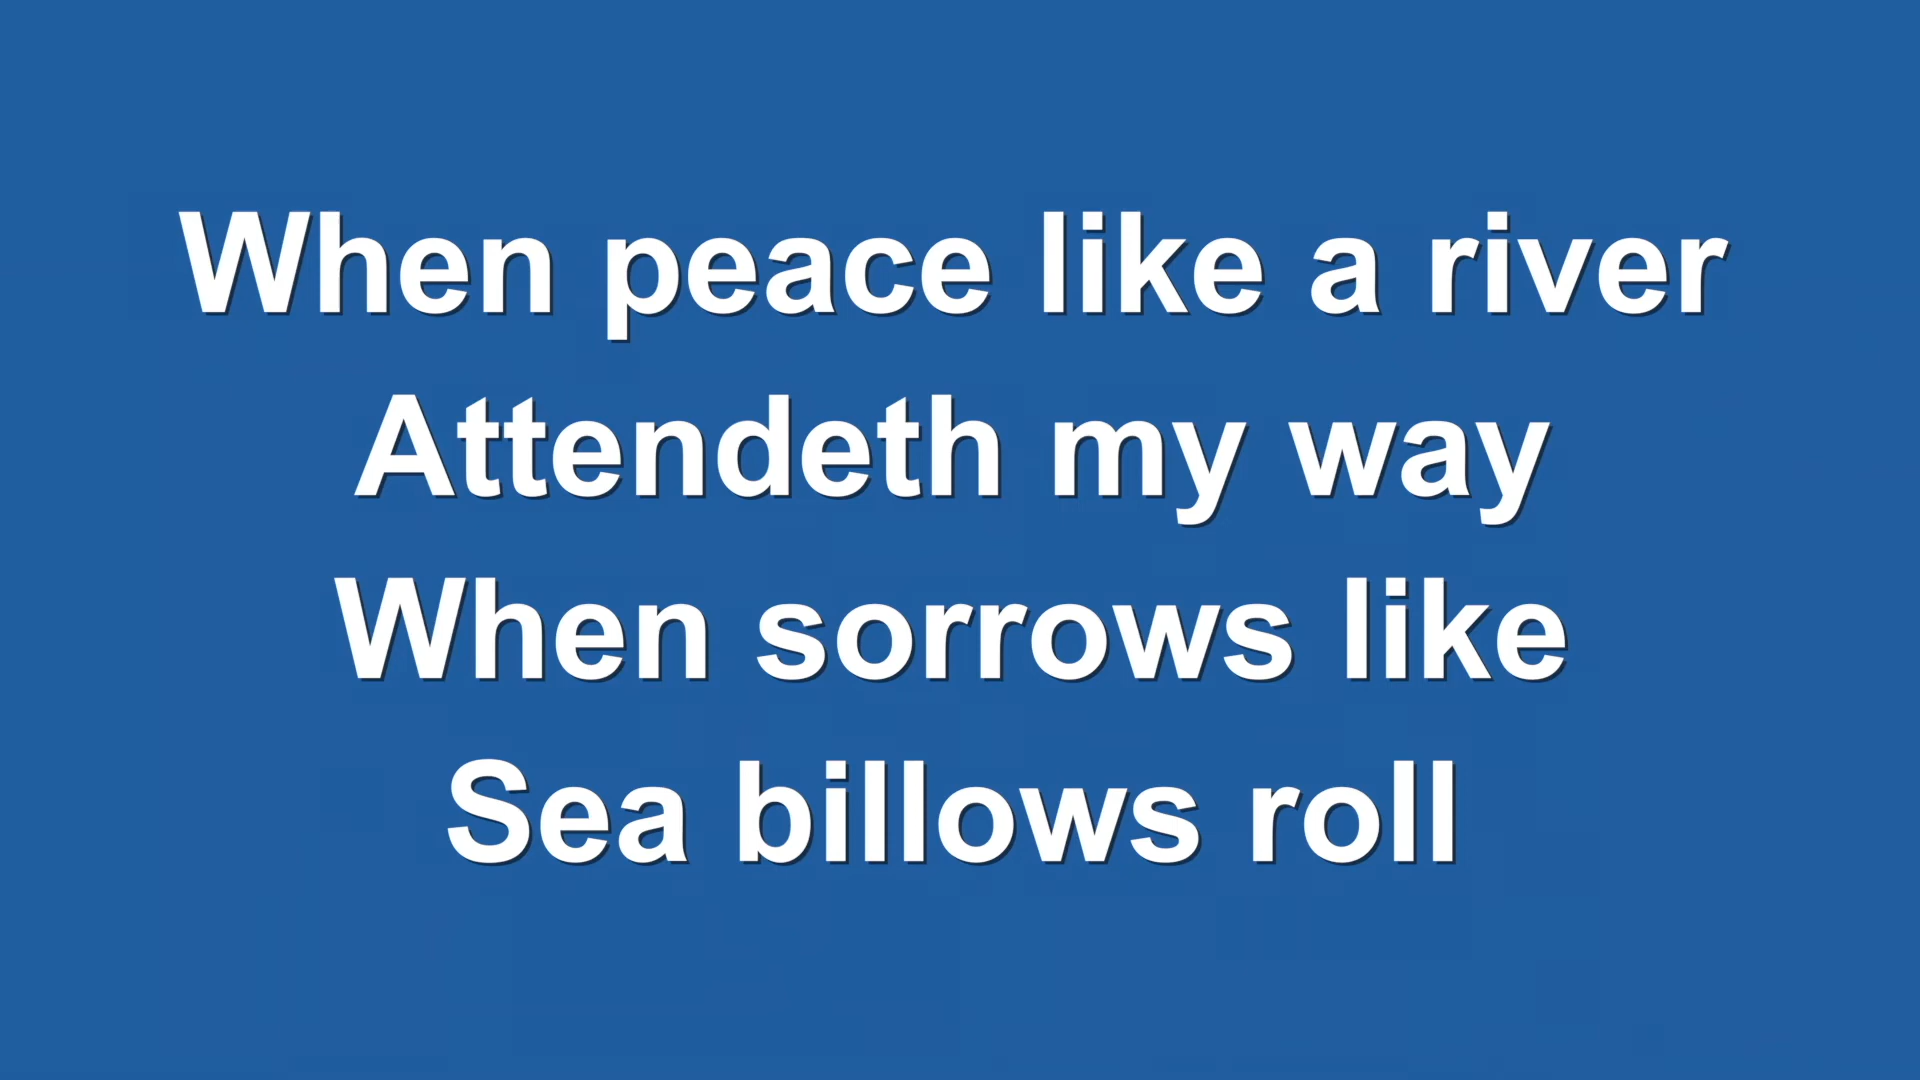 When peace like a river
Attendeth my way
When sorrows like
Sea billows roll